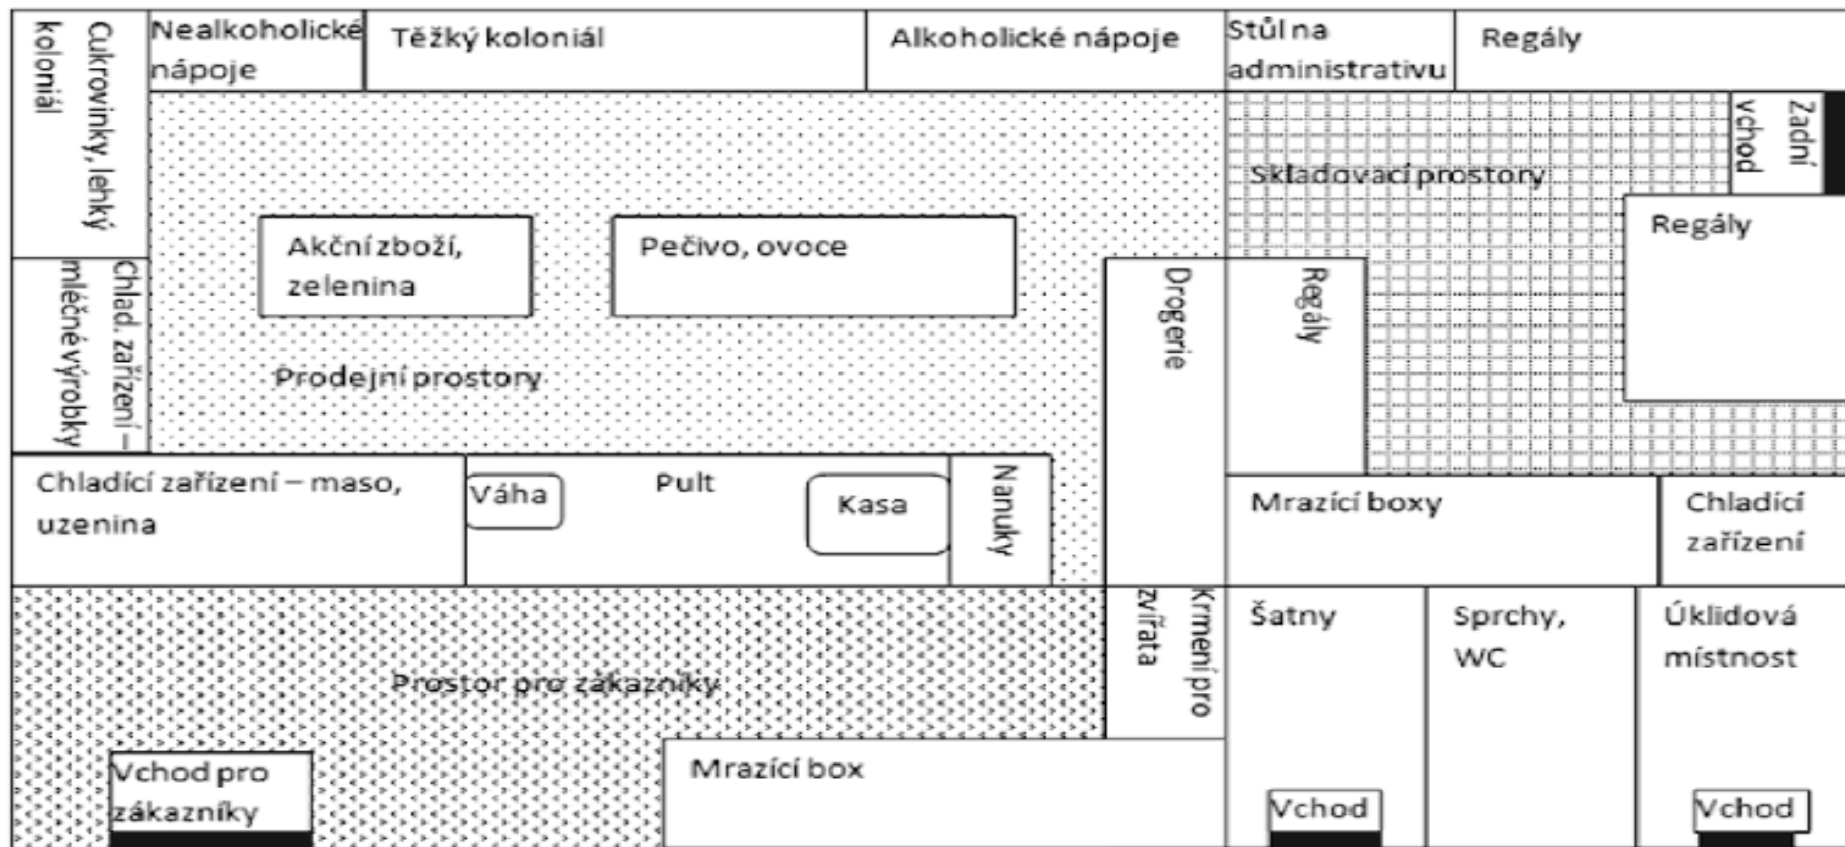 Cukrovinky, lehký
koloniál
Nealkoholické
nápoje
Těžký koloniál
Alkoholické nápoje
Stůl na
administrativu
Regály
Zadní
vchod
Skladovací prostory
Regály
Akční zboží,
zelenina
Pečivo, ovoce
Drogerie
Regály
Chlad. zařízení –
mléčné výrobky
Prodejní prostory
Chladící zařízení – maso,
uzenina
Váha
Pult
Kasa
Nanuky
Mrazící boxy
Chladící
zařízení
Krmení pro
zvířata
Šatny
Sprchy,
WC
Úklidová
místnost
Prostor pro zákazníky
Vchod pro
zákazníky
Mrazící box
Vchod
Vchod